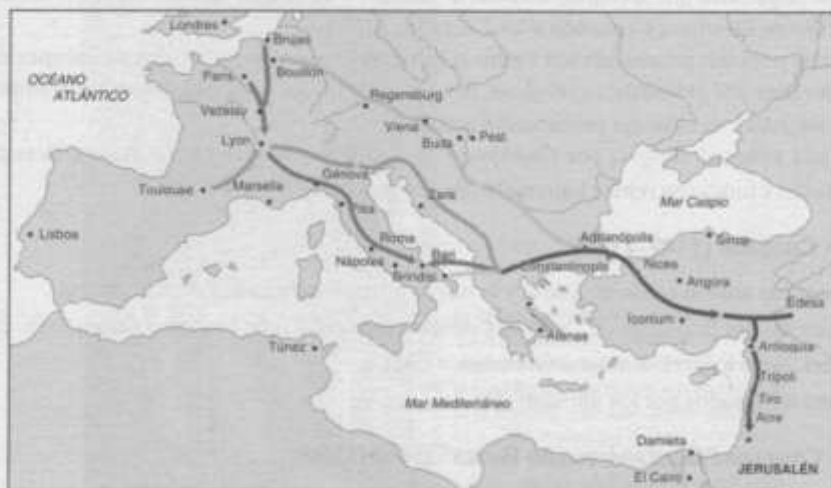 Londres
Brujas
Bouillon
París
OCÉANO
ATLÁNTICO
Regensburg
Vezelay
Viena
Buda
Pest
Lyon
Génova
Toulouse
Marsella
Zara
Mar Caspio
Pisa
Lisboa
Roma
Adrianópolis
Sinop
Nápoles
Bari
Brindisi
Constantinopla
Nicea
Angora
Edesa
Iconium
Atenas
Túnez
Antioquía
Trípoli
Mar Mediterráneo
Tiro
Acre
Damieta
JERUSALÉN
El Cairo